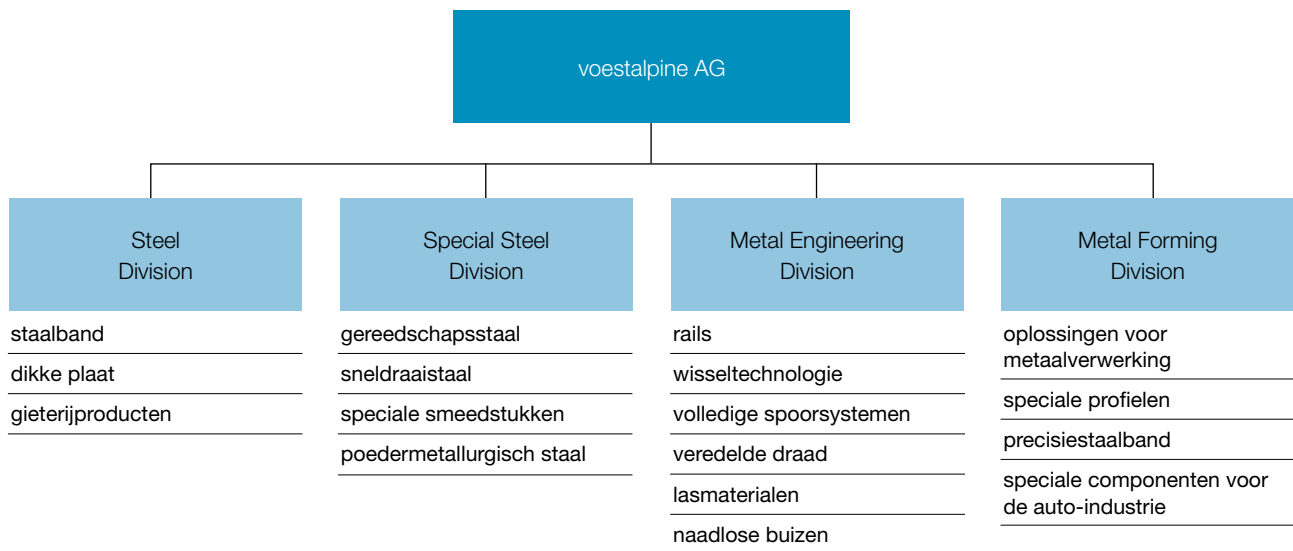 voestalpine AG
Steel
Division
staalband
dikke plaat
gieterijproducten
Special Steel
Division
gereedschapsstaal
sneldraaistaal
speciale smeedstukken
poedermetallurgisch staal
Metal Engineering
Division
rails
wisseltechnologie
volledige spoorsystemen
veredelde draad
lasmaterialen
naadlose buizen
Metal Forming
Division
oplossingen voor
metaalverwerking
speciale profielen
precisiestaalband
speciale componenten voor
de auto-industrie